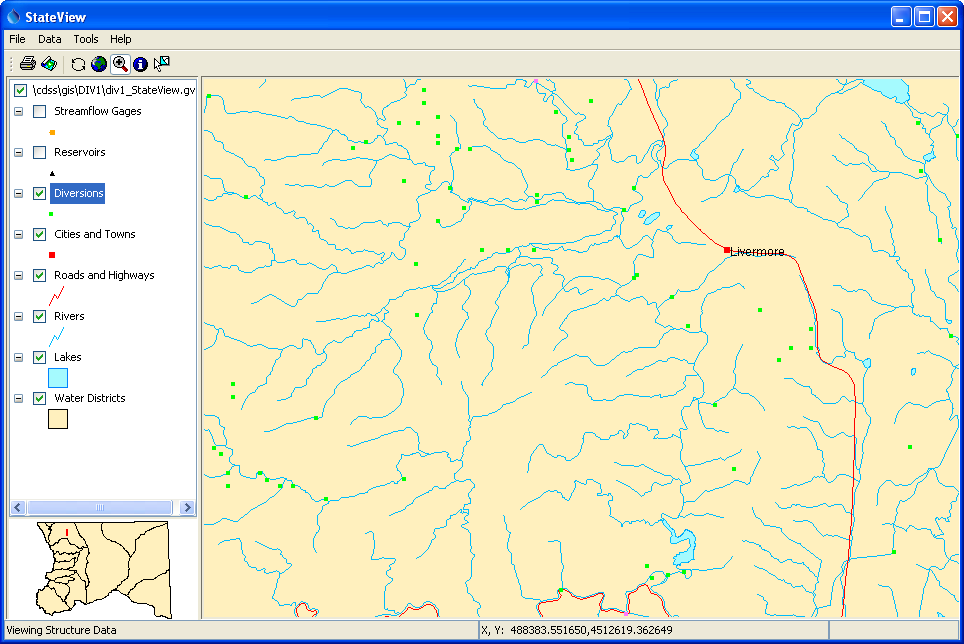 StateView
File Data Tools Help
\cdss\gis\DIV1\div1_StateView.gv
Streamflow Gages
Reservoirs
Diversions
Cities and Towns
Roads and Highways
Rivers
Lakes
Water Districts
Livermore
Viewing Structure Data
X, Y: 488383.551650,4512619.362649